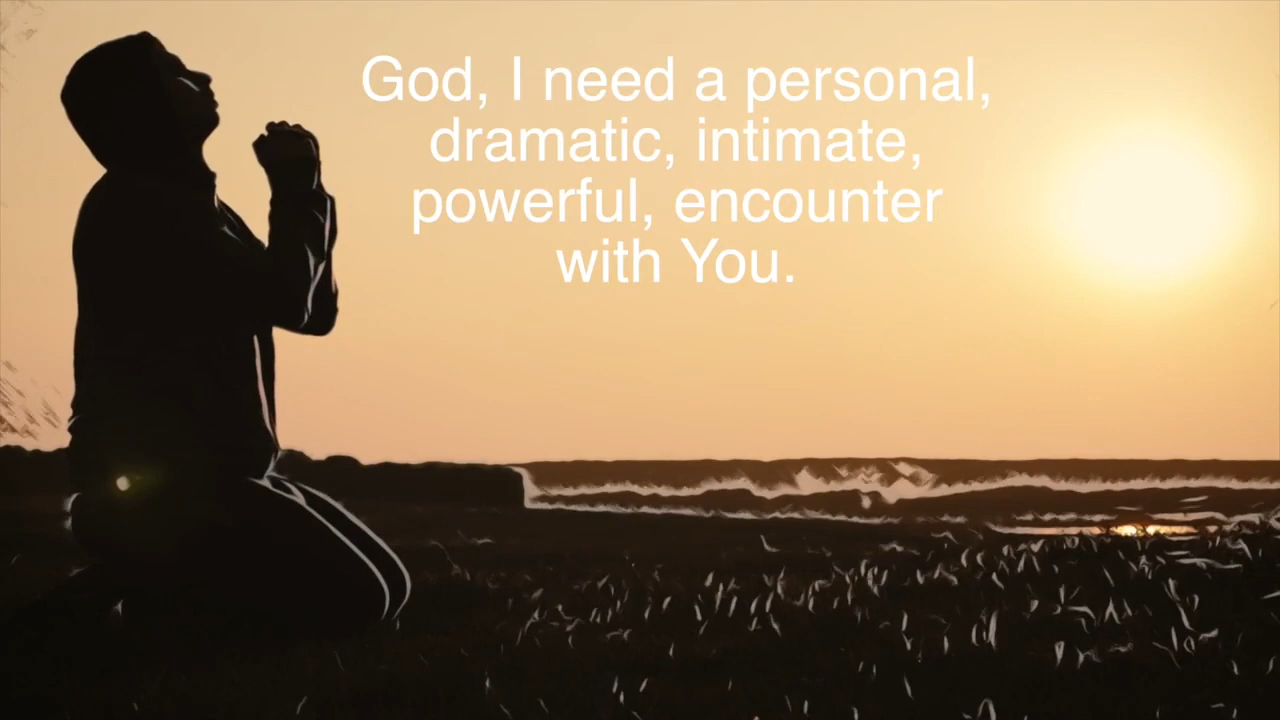 God, I need a personal,
dramatic, intimate,
powerful, encounter
with You.